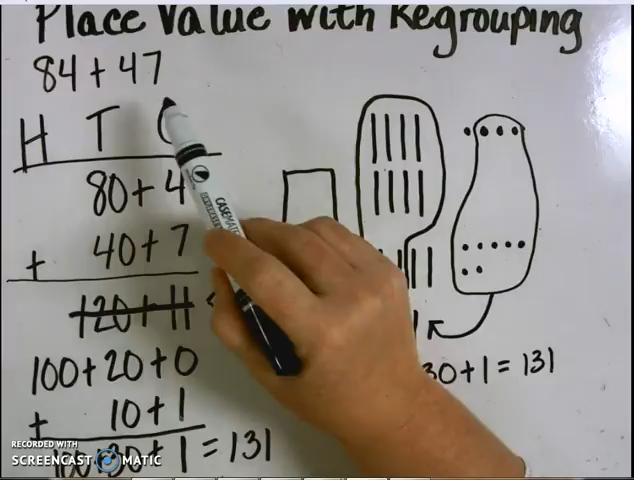 Place Value with Regrouping
84 + 47
H T
80 + 4
+ 40 + 7
120 + 11
100 + 20 + 0
+ 10 + 1
100 + 30 + 1 = 131
30 + 1 = 131
CASEMATE
RECORDED WITH
SCREENCAST MATIC